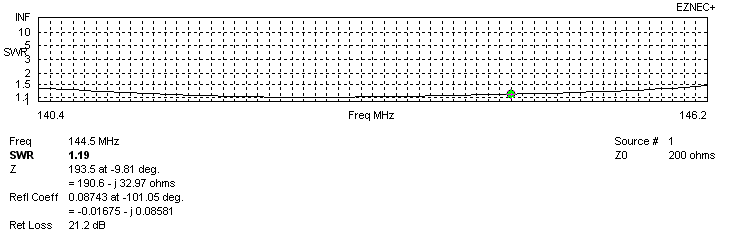 EZNEC+
INF
10
5
SWR
3
2
1.5
1.1
140.4 Freq MHz 146.2
Freq 144.5 MHz Source # 1
SWR 1.19 Z0 200 ohms
Z 193.5 at -9.81 deg.
= 190.6 - j 32.97 ohms
Refl Coeff 0.08743 at -101.05 deg.
= -0.01675 - j 0.08581
Ret Loss 21.2 dB